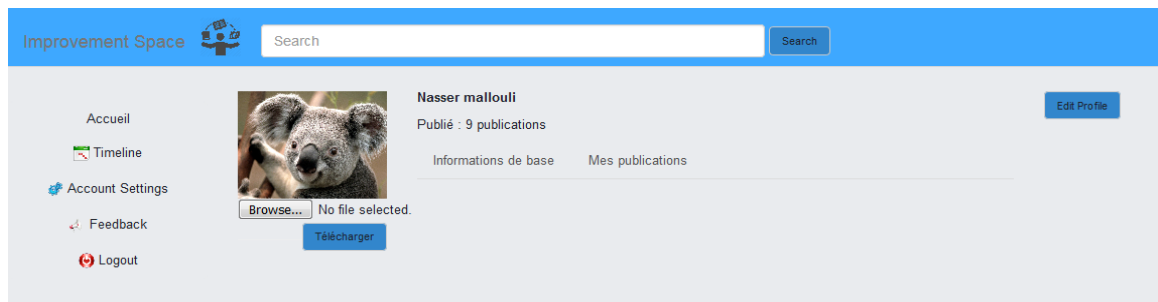 Improvement Space
Search
Search
Accueil
Timeline
Account Settings
Feedback
Logout
Browse... No file selected.
Télécharger
Nasser mallouli
Publié : 9 publications
Informations de base Mes publications
Edit Profile